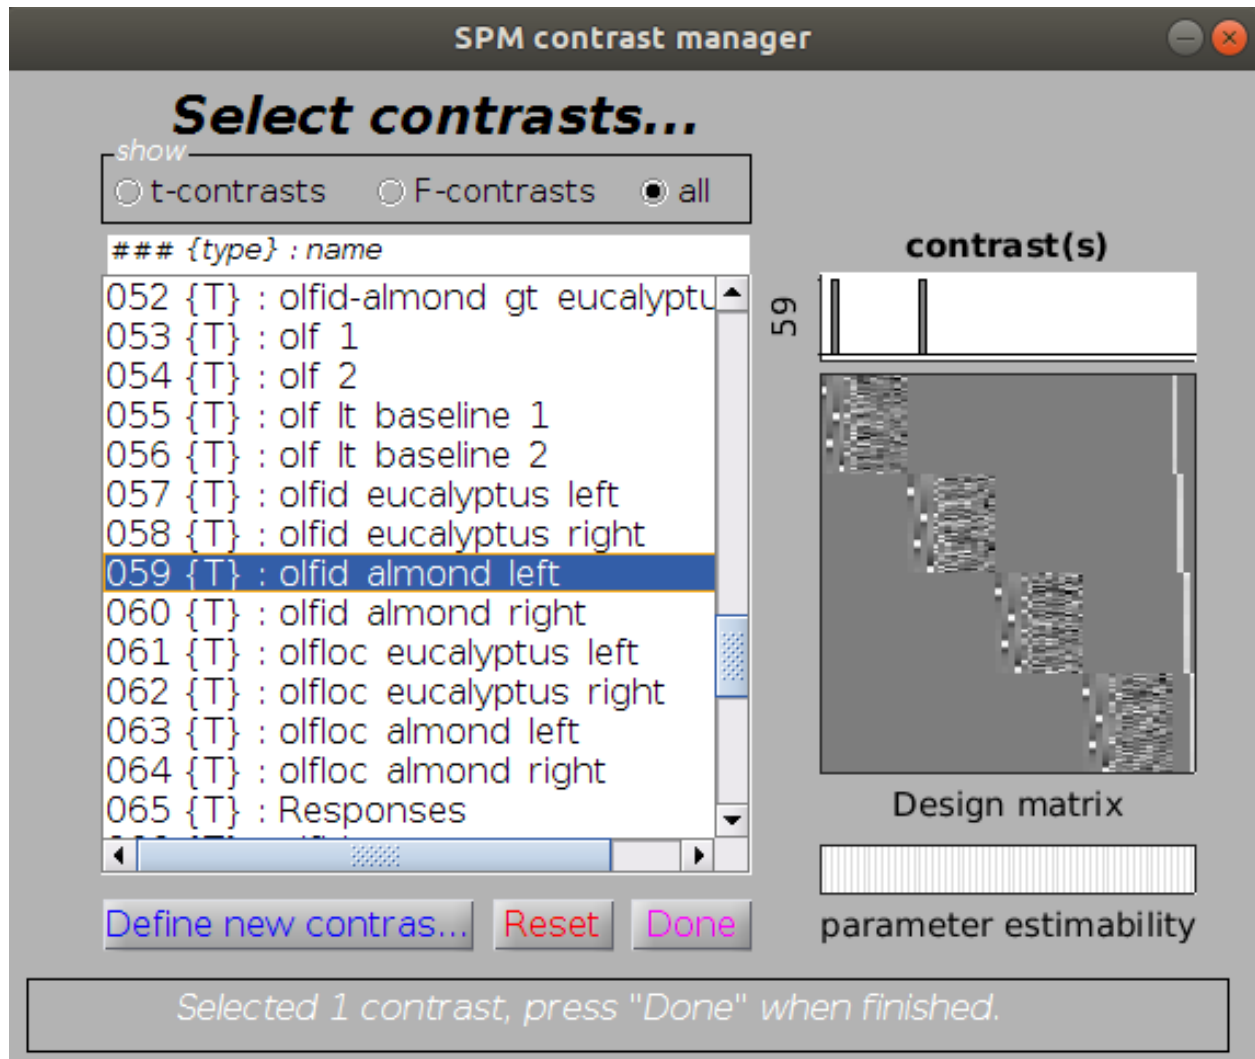 SPM contrast manager
Select contrasts...
show
t-contrasts F-contrasts all
### {type} : name
052 {T} : olfid-almond gt eucalyptu
053 {T} : olf 1
054 {T} : olf 2
055 {T} : olf lt baseline 1
056 {T} : olf lt baseline 2
057 {T} : olfid eucalyptus left
058 {T} : olfid eucalyptus right
059 {T} : olfid almond left
060 {T} : olfid almond right
061 {T} : olfloc eucalyptus left
062 {T} : olfloc eucalyptus right
063 {T} : olfloc almond left
064 {T} : olfloc almond right
065 {T} : Responses
Define new contras...
Reset
Done
contrast(s)
59
Design matrix
parameter estimability
Selected 1 contrast, press "Done" when finished.